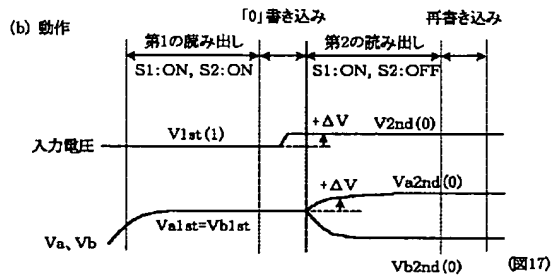 (b) 動作
「0」書き込み
再書き込み
第1の読み出し
第2の読み出し
S1:ON, S2:ON
S1:ON, S2:OFF
+ΔV
V1st(1)
V2nd(0)
入力電圧
+ΔV
Va2nd(0)
Va1st=Vb1st
Va、Vb
Vb2nd(0)
(図17)